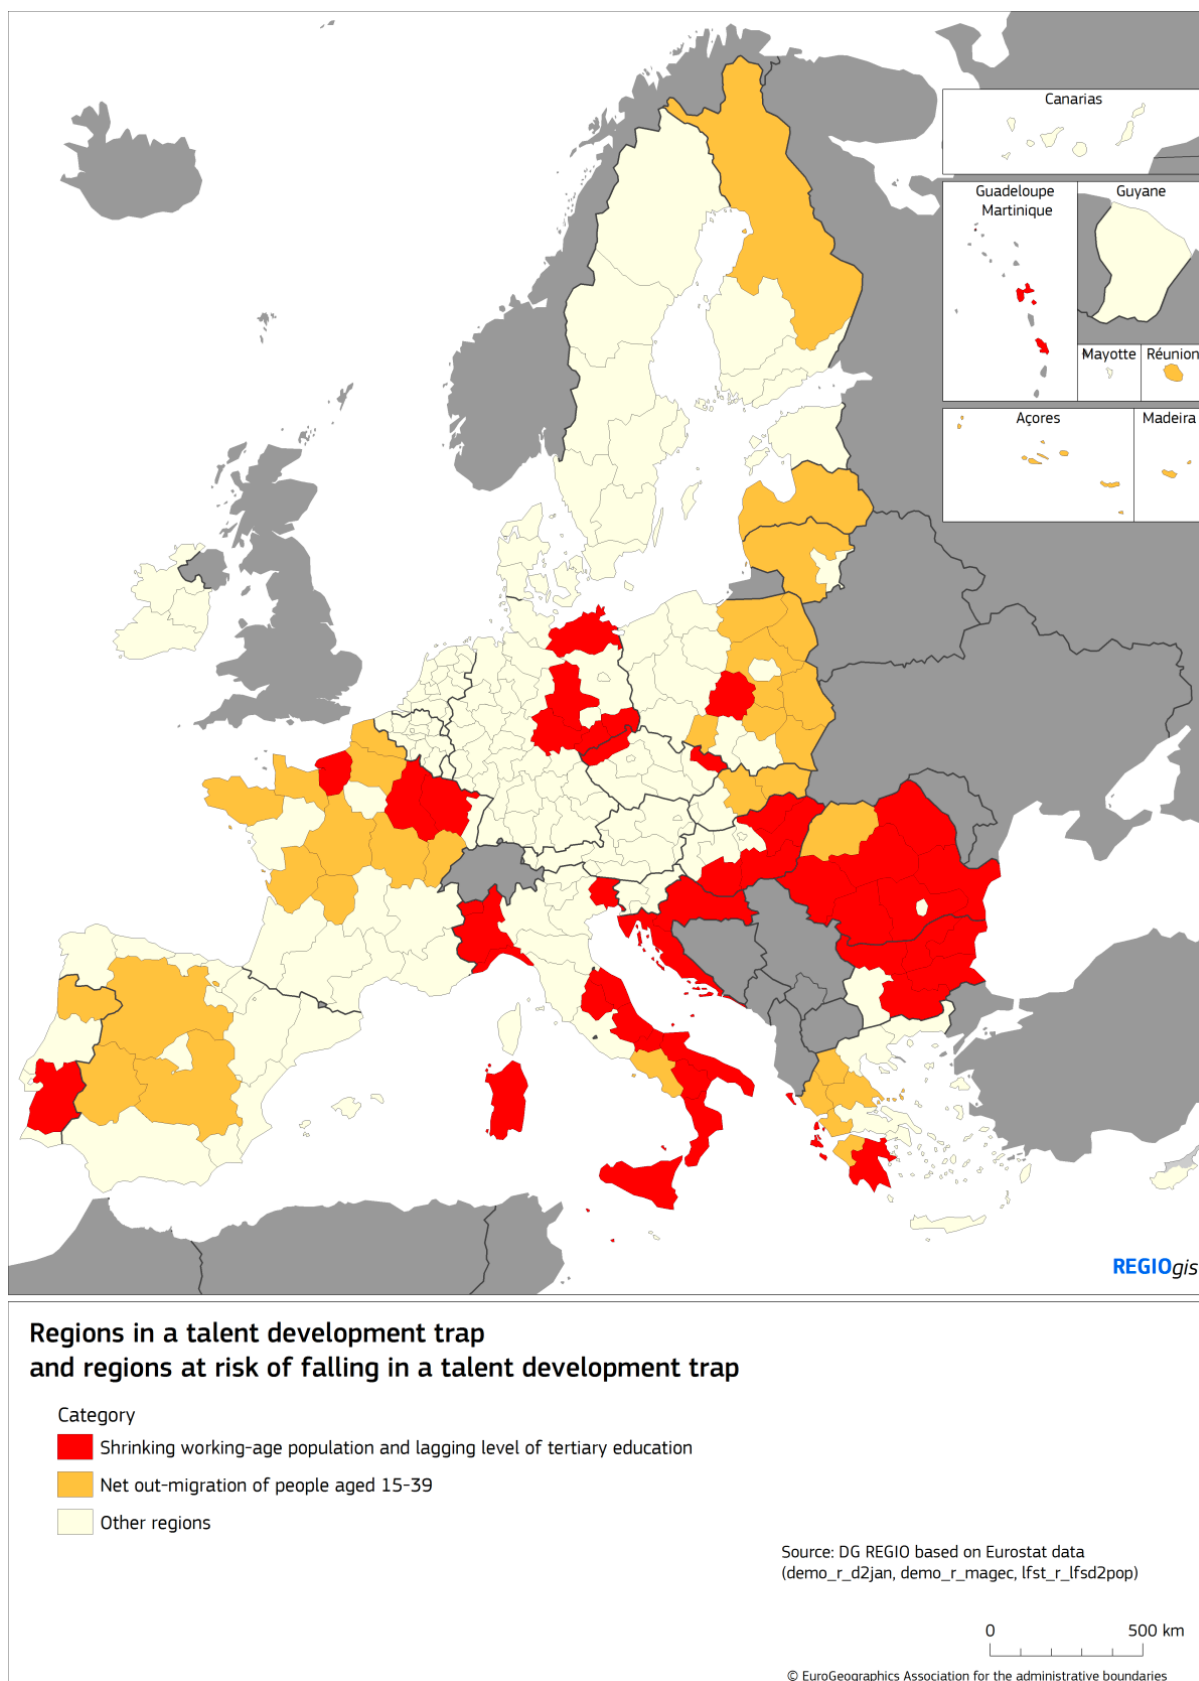 Canarias
Guadeloupe
Martinique
Guyane
Mayotte
Réunion
Açores
Madeira
REGIOgis
Regions in a talent development trap
and regions at risk of falling in a talent development trap
Category
Shrinking working-age population and lagging level of tertiary education
Net out-migration of people aged 15-39
Other regions
Source: DG REGIO based on Eurostat data
(demo_r_d2jan, demo_r_magec, lfst_r_lfsd2pop)
0 500 km
© EuroGeographics Association for the administrative boundaries